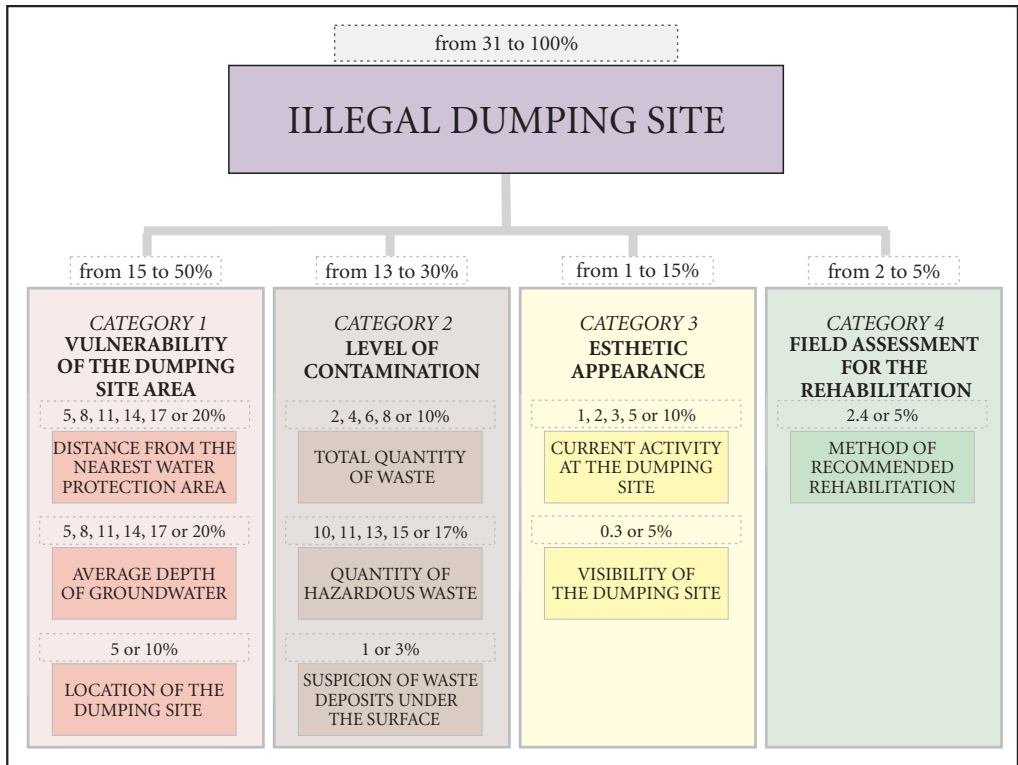 from 31 to 100%
ILLEGAL DUMPING SITE
from 15 to 50%
CATEGORY 1
VULNERABILITY
OF THE DUMPING
SITE AREA
5, 8, 11, 14, 17 or 20%
DISTANCE FROM THE
NEAREST WATER
PROTECTION AREA
5, 8, 11, 14, 17 or 20%
AVERAGE DEPTH
OF GROUNDWATER
5 or 10%
LOCATION OF THE
DUMPING SITE
from 13 to 30%
CATEGORY 2
LEVEL OF
CONTAMINATION
2, 4, 6, 8 or 10%
TOTAL QUANTITY
OF WASTE
10, 11, 13, 15 or 17%
QUANTITY OF
HAZARDOUS WASTE
1 or 3%
SUSPICION OF WASTE
DEPOSITS UNDER
THE SURFACE
from 1 to 15%
CATEGORY 3
ESTHETIC
APPEARANCE
1, 2, 3, 5 or 10%
CURRENT ACTIVITY
AT THE DUMPING
SITE
0.3 or 5%
VISIBILITY OF
THE DUMPING SITE
from 2 to 5%
CATEGORY 4
FIELD ASSESSMENT
FOR THE
REHABILITATION
2.4 or 5%
METHOD OF
RECOMMENDED
REHABILITATION